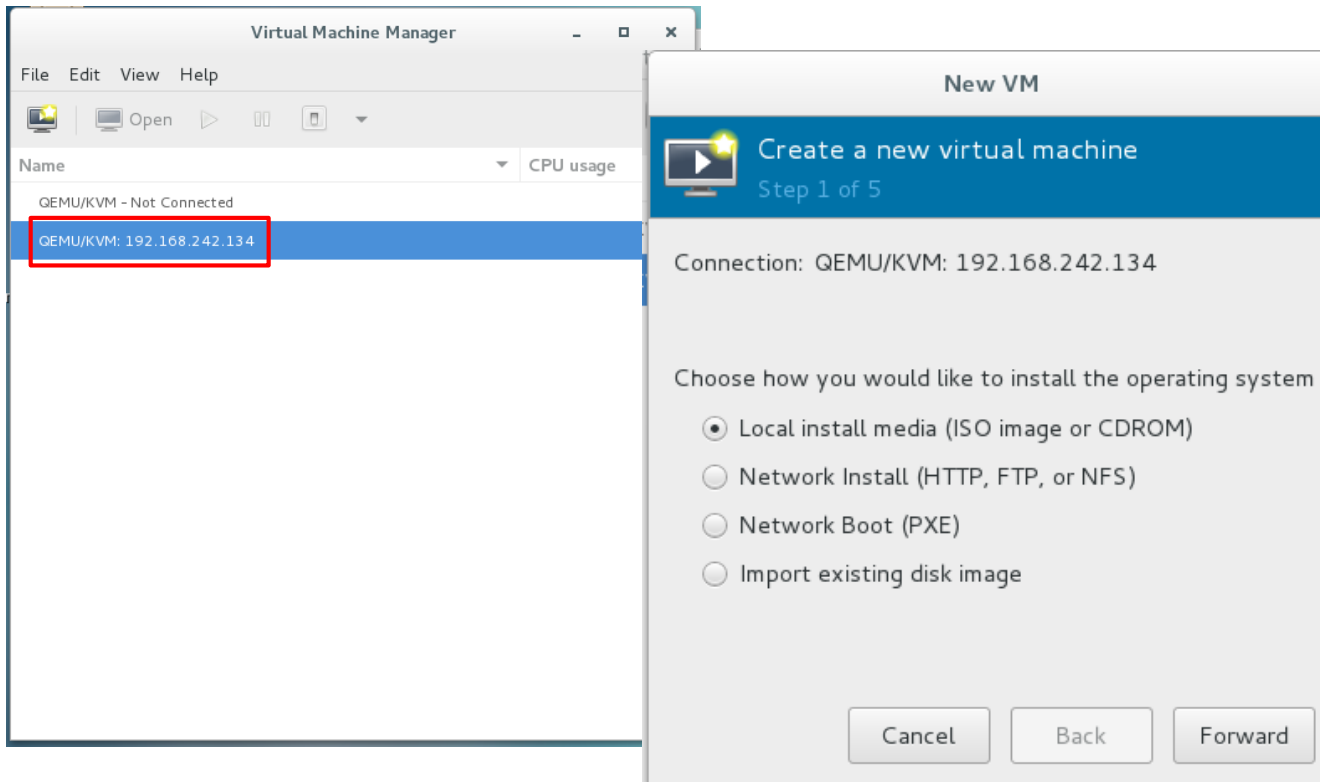 Virtual Machine Manager
File Edit View Help
Open
Name CPU usage
QEMU/KVM - Not Connected
QEMU/KVM: 192.168.242.134
New VM
Create a new virtual machine
Step 1 of 5
Connection: QEMU/KVM: 192.168.242.134
Choose how you would like to install the operating system
Local install media (ISO image or CDROM)
Network Install (HTTP, FTP, or NFS)
Network Boot (PXE)
Import existing disk image
Cancel Back Forward